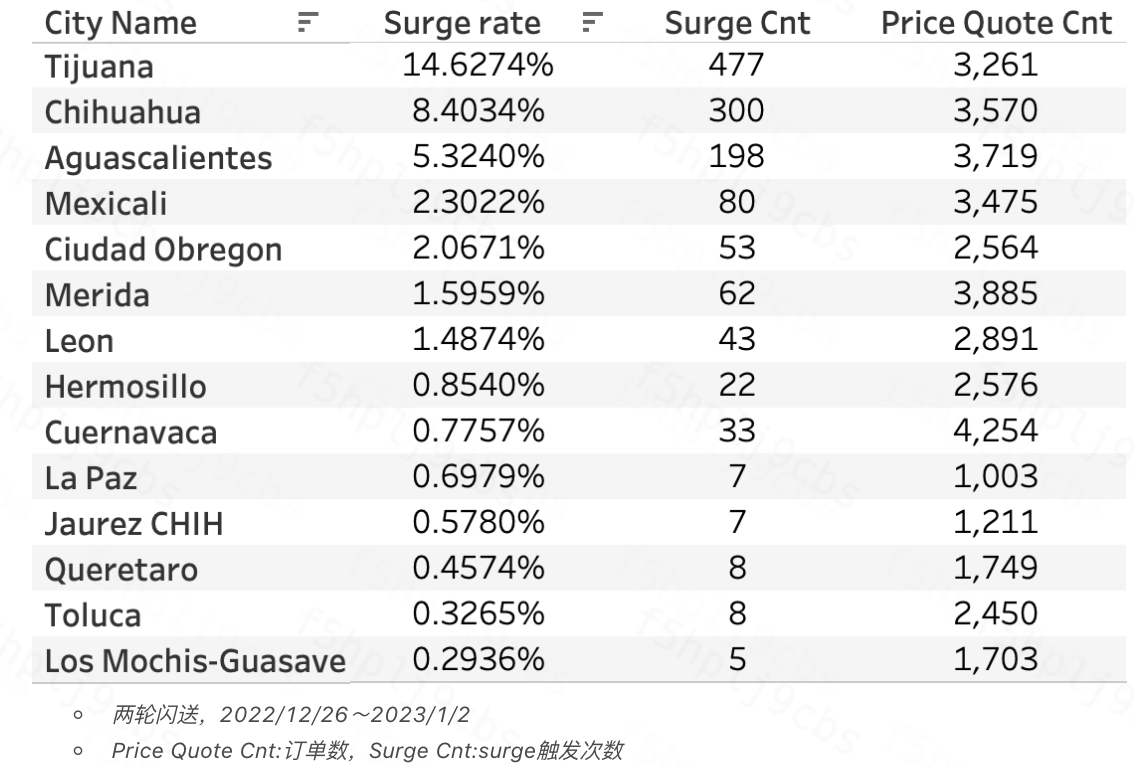 City Name Surge rate Surge Cnt Price Quote Cnt
Tijuana 14.6274% 477 3,261
Chihuahua 8.4034% 300 3,570
Aguascalientes 5.3240% 198 3,719
Mexicali 2.3022% 80 3,475
Ciudad Obregon 2.0671% 53 2,564
Merida 1.5959% 62 3,885
Leon 1.4874% 43 2,891
Hermosillo 0.8540% 22 2,576
Cuernavaca 0.7757% 33 4,254
La Paz 0.6979% 7 1,003
Jaurez CHIH 0.5780% 7 1,211
Queretaro 0.4574% 8 1,749
Toluca 0.3265% 8 2,450
Los Mochis-Guasave 0.2936% 5 1,703
两轮闪送，2022/12/26～2023/1/2
Price Quote Cnt:订单数，Surge Cnt:surge触发次数